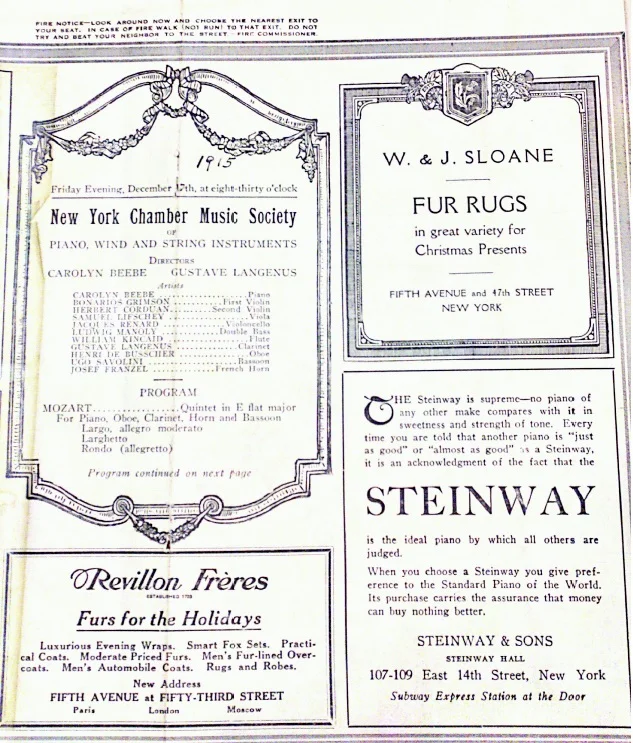 FIRE NOTICE—LOOK AROUND NOW AND CHOOSE THE NEAREST EXIT TO
YOUR SEAT. IN CASE OF FIRE WALK (NOT RUN) TO THAT EXIT. DO NOT
TRY AND BEAT YOUR NEIGHBOR TO THE STREET. FIRE COMMISSIONER.
1915
Friday Evening, December 17th, at eight-thirty o'clock
New York Chamber Music Society
OF
PIANO, WIND AND STRING INSTRUMENTS
DIRECTORS
CAROLYN BEEBE GUSTAVE LANGENUS
Artists
CAROLYN BEEBE ..................Piano
BONARIOS GRIMSON ..........First Violin
HERBERT CORDUAN........Second Violin
SAMUEL LIFSCHEY ................Viola
JACQUES RENARD ..........Violoncello
LUDWIG MANOLY ...........Double Bass
WILLIAM KINCAID ................Flute
GUSTAVE LANGENUS ............Clarinet
HENRI DE BUSSCHER ..............Oboe
UGO SAVOLINI ................Bassoon
JOSEF FRANZEL .............French Horn
PROGRAM
MOZART................Quintet in E flat major
For Piano, Oboe, Clarinet, Horn and Bassoon
Largo, allegro moderato
Larghetto
Rondo (allegretto)
Program continued on next page
Revillon Frères
ESTABLISHED 1723
Furs for the Holidays
Luxurious Evening Wraps. Smart Fox Sets. Practi-
cal Coats. Moderate Priced Furs. Men's Fur-lined Over-
coats. Men's Automobile Coats. Rugs and Robes.
New Address
FIFTH AVENUE at FIFTY-THIRD STREET
Paris London Moscow
W. & J. SLOANE
FUR RUGS
in great variety for
Christmas Presents
FIFTH AVENUE and 47th STREET
NEW YORK
THE Steinway is supreme—no piano of
any other make compares with it in
sweetness and strength of tone. Every
time you are told that another piano is "just
as good" or "almost as good" as a Steinway,
it is an acknowledgment of the fact that the
STEINWAY
is the ideal piano by which all others are
judged.
When you choose a Steinway you give pref-
erence to the Standard Piano of the World.
Its purchase carries the assurance that money
can buy nothing better.
STEINWAY & SONS
STEINWAY HALL
107-109 East 14th Street, New York
Subway Express Station at the Door